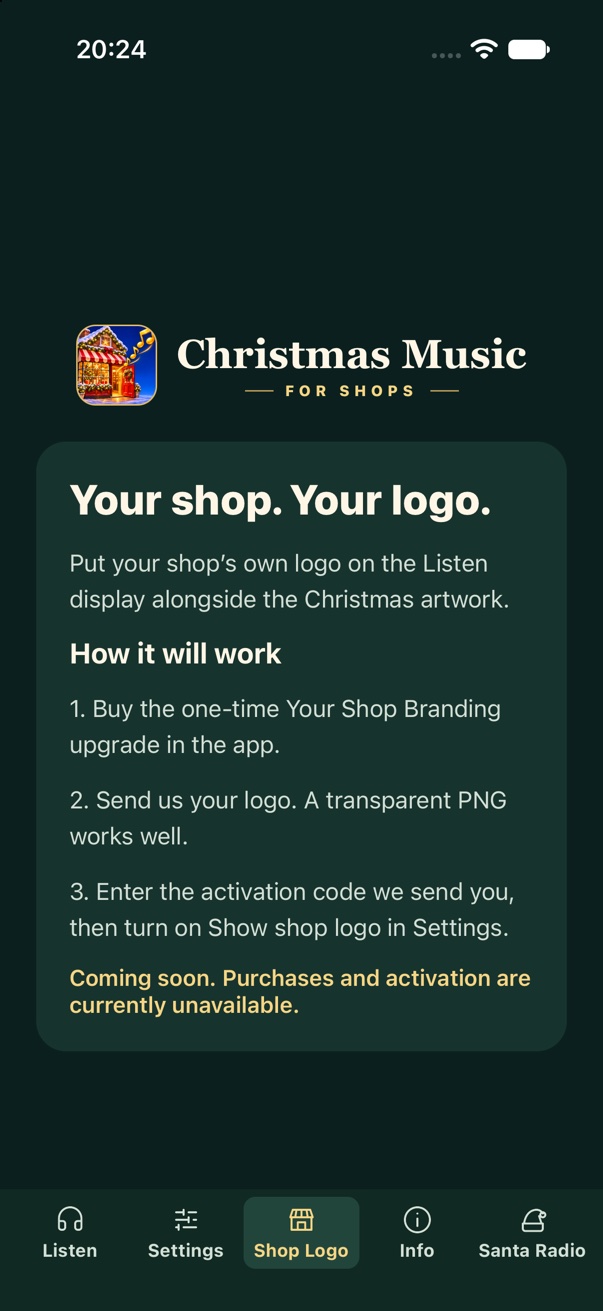 20:24
Christmas Music
FOR SHOPS
Your shop. Your logo.
Put your shop’s own logo on the Listen
display alongside the Christmas artwork.
How it will work
1. Buy the one-time Your Shop Branding
upgrade in the app.
2. Send us your logo. A transparent PNG
works well.
3. Enter the activation code we send you,
then turn on Show shop logo in Settings.
Coming soon. Purchases and activation are
currently unavailable.
Listen Settings Shop Logo Info Santa Radio